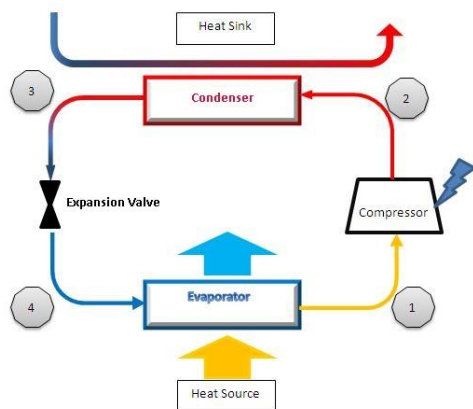 Heat Sink
3
Condenser
2
Expansion Valve
Compressor
4
Evaporator
1
Heat Source